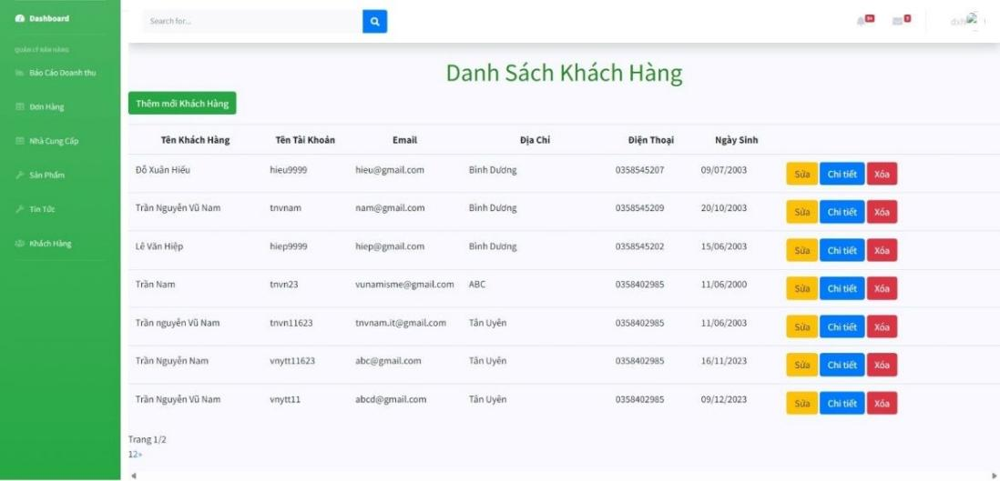 Dashboard
QUẢN LÝ BÁN HÀNG
Báo Cáo Doanh thu
Đơn Hàng
Nhà Cung Cấp
Sản Phẩm
Tin Tức
Khách Hàng
Search for...
Danh Sách Khách Hàng
Thêm mới Khách Hàng
Tên Khách Hàng Tên Tài Khoản Email Địa Chỉ Điện Thoại Ngày Sinh
Đỗ Xuân Hiếu hieu9999 hieu@gmail.com Bình Dương 0358545207 09/07/2003 Sửa Chi tiết Xóa
Trần Nguyễn Vũ Nam tnvnam nam@gmail.com Bình Dương 0358545209 20/10/2003 Sửa Chi tiết Xóa
Lê Văn Hiệp hiep9999 hiep@gmail.com Bình Dương 0358545202 15/06/2003 Sửa Chi tiết Xóa
Trần Nam tnvn23 vunamisme@gmail.com ABC 0358402985 11/06/2000 Sửa Chi tiết Xóa
Trần nguyễn Vũ Nam tnvn11623 tnvnam.it@gmail.com Tân Uyên 0358402985 11/06/2003 Sửa Chi tiết Xóa
Trần Nguyễn Nam vnytt11623 abc@gmail.com Tân Uyên 0358402985 16/11/2023 Sửa Chi tiết Xóa
Trần Nguyễn Vũ Nam vnytt11 abcd@gmail.com Tân Uyên 0358402985 09/12/2023 Sửa Chi tiết Xóa
Trang 1/2
12»